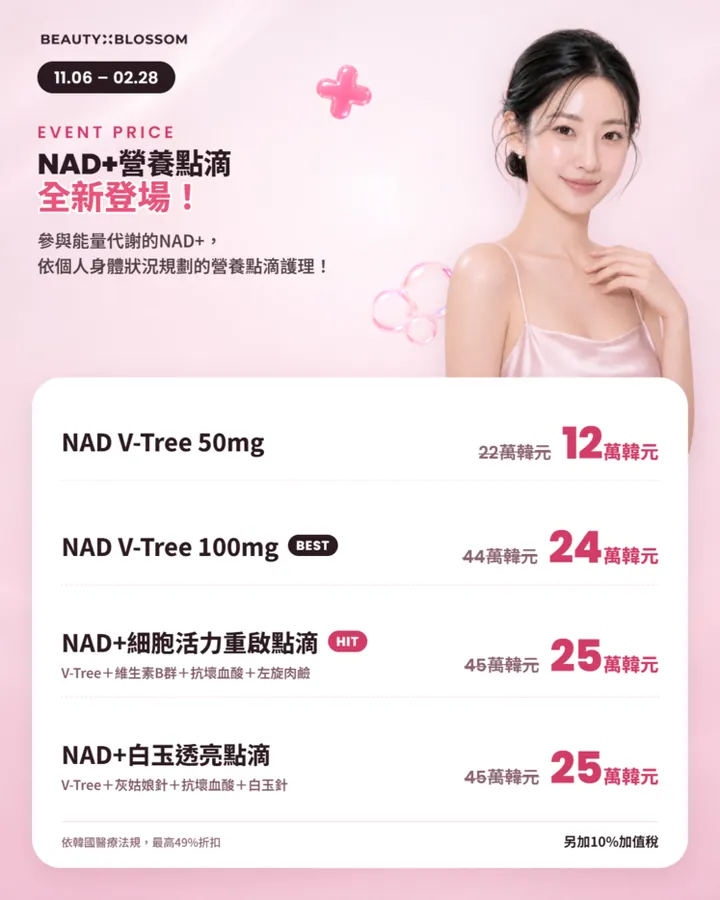 BEAUTY::BLOSSOM
11.06 – 02.28
EVENT PRICE
NAD+營養點滴
全新登場！
參與能量代謝的NAD+，
依個人身體狀況規劃的營養點滴護理！
NAD V-Tree 50mg 22萬韓元 12萬韓元
NAD V-Tree 100mg BEST 44萬韓元 24萬韓元
NAD+細胞活力重啟點滴 HIT 45萬韓元 25萬韓元
V-Tree＋維生素B群＋抗壞血酸＋左旋肉鹼
NAD+白玉透亮點滴 45萬韓元 25萬韓元
V-Tree＋灰姑娘針＋抗壞血酸＋白玉針
依韓國醫療法規，最高49%折扣 另加10%加值稅